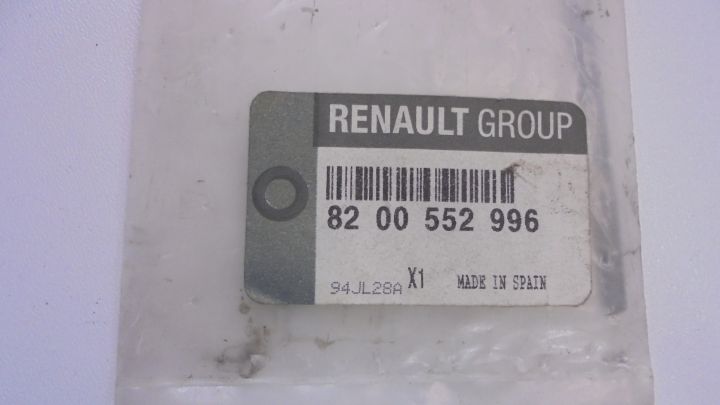 RENAULT GROUP
82 00 552 996
94JL28A X1 MADE IN SPAIN